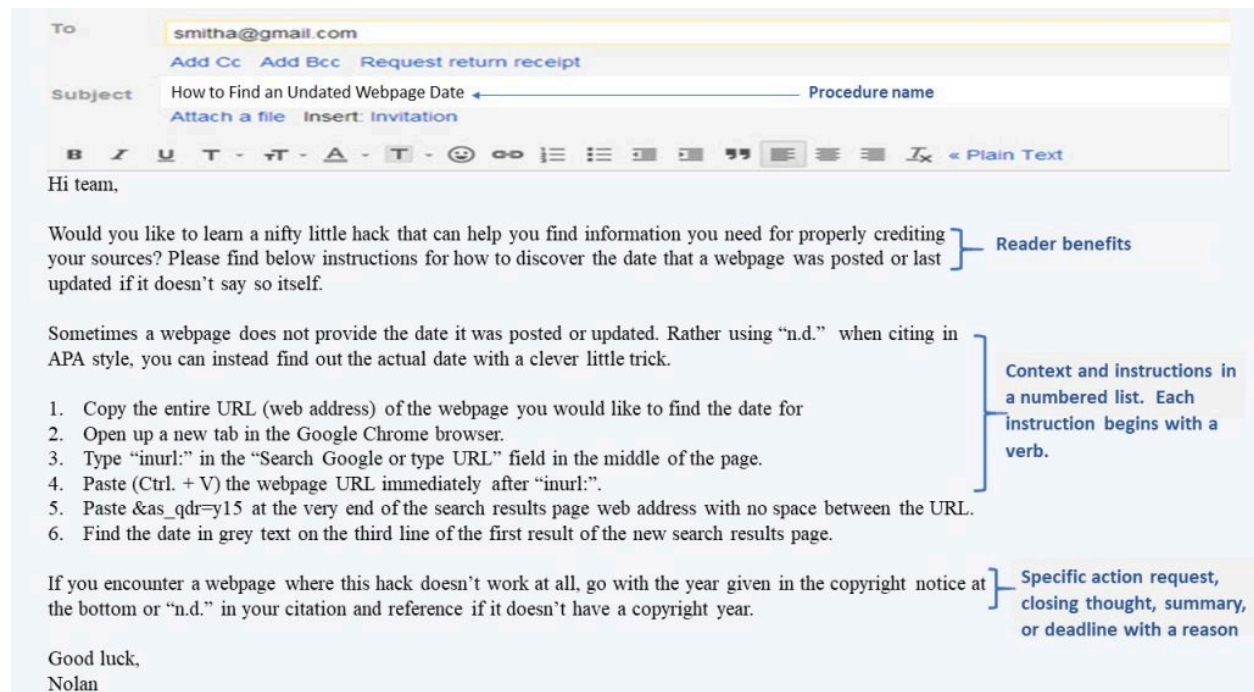 To smitha@gmail.com
Add Cc Add Bcc Request return receipt
Subject How to Find an Undated Webpage Date Procedure name
Attach a file Insert: Invitation
B I U T - тT - A - T - « Plain Text
Hi team,
Would you like to learn a nifty little hack that can help you find information you need for properly crediting
your sources? Please find below instructions for how to discover the date that a webpage was posted or last
updated if it doesn’t say so itself.
Reader benefits
Sometimes a webpage does not provide the date it was posted or updated. Rather using “n.d.” when citing in
APA style, you can instead find out the actual date with a clever little trick.
1. Copy the entire URL (web address) of the webpage you would like to find the date for
2. Open up a new tab in the Google Chrome browser.
3. Type “inurl:” in the “Search Google or type URL” field in the middle of the page.
4. Paste (Ctrl. + V) the webpage URL immediately after “inurl:”.
5. Paste &as_qdr=y15 at the very end of the search results page web address with no space between the URL.
6. Find the date in grey text on the third line of the first result of the new search results page.
Context and instructions in
a numbered list. Each
instruction begins with a
verb.
If you encounter a webpage where this hack doesn’t work at all, go with the year given in the copyright notice at
the bottom or “n.d.” in your citation and reference if it doesn’t have a copyright year.
Specific action request,
closing thought, summary,
or deadline with a reason
Good luck,
Nolan